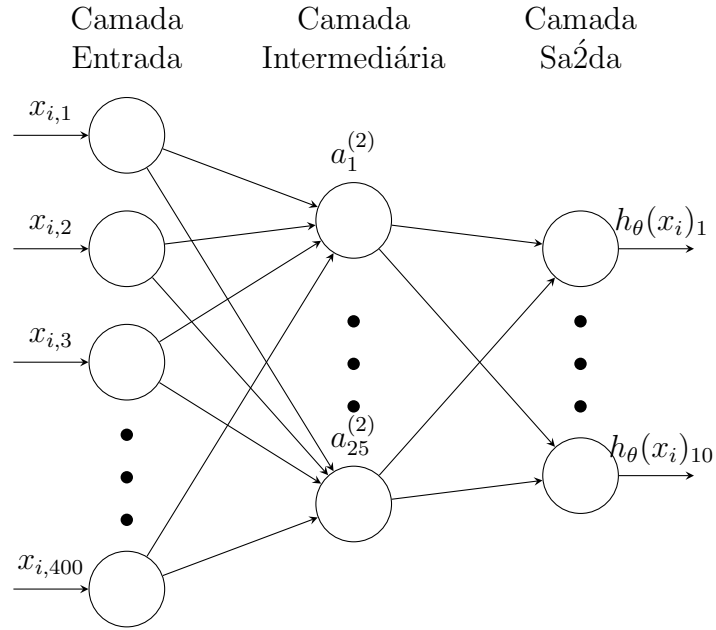 Camada Camada Camada
Entrada Intermediária Sa2́da
x_{i,1}
a_1^{(2)}
x_{i,2}
h_θ(x_i)_1
x_{i,3}
a_{25}^{(2)}
h_θ(x_i)_{10}
x_{i,400}